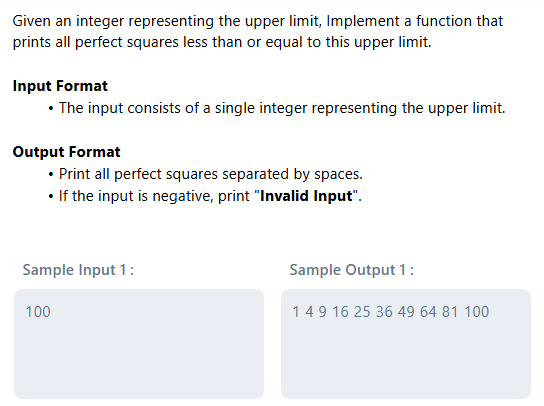 Given an integer representing the upper limit, Implement a function that
prints all perfect squares less than or equal to this upper limit.
Input Format
• The input consists of a single integer representing the upper limit.
Output Format
• Print all perfect squares separated by spaces.
• If the input is negative, print "Invalid Input".
Sample Input 1:
100
Sample Output 1:
1 4 9 16 25 36 49 64 81 100